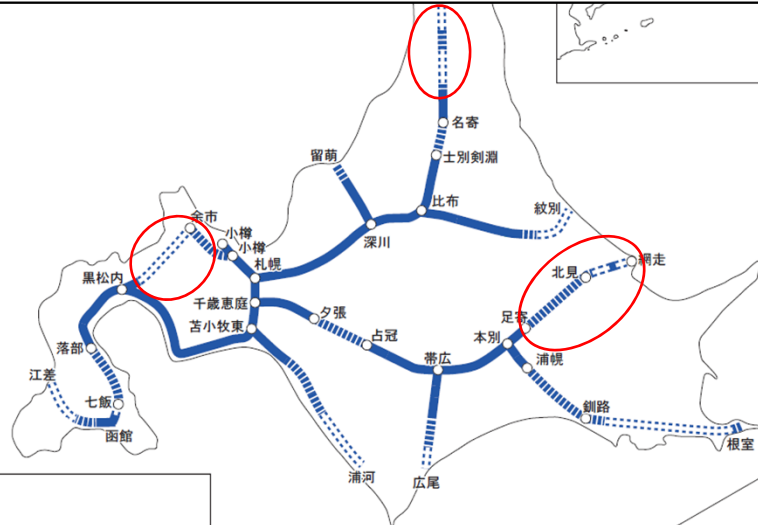 名寄
士別剣淵
留萌
比布
紋別
余市
小樽
小樽
深川
札幌
北見
網走
黒松内
千歳恵庭
夕張
足寄
苫小牧東
占冠
本別
落部
帯広
浦幌
江差
七飯
釧路
函館
根室
浦河
広尾